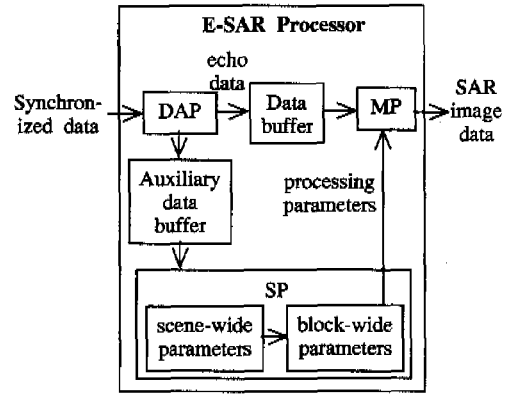 E-SAR Processor
echo
data
Synchron-
ized data
DAP
Data
buffer
MP
SAR
image
data
Auxiliary
data
buffer
processing
parameters
SP
scene-wide
parameters
block-wide
parameters